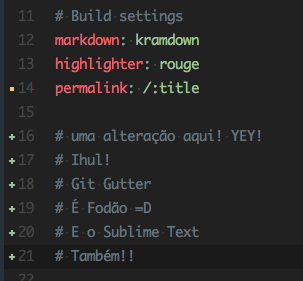 11 # Build settings
12 markdown: kramdown
13 highlighter: rouge
14 permalink: /:title
15
16 # uma alteração aqui! YEY!
17 # Ihul!
18 # Git Gutter
19 # É Fodão =D
20 # E o Sublime Text
21 # Também!!
22